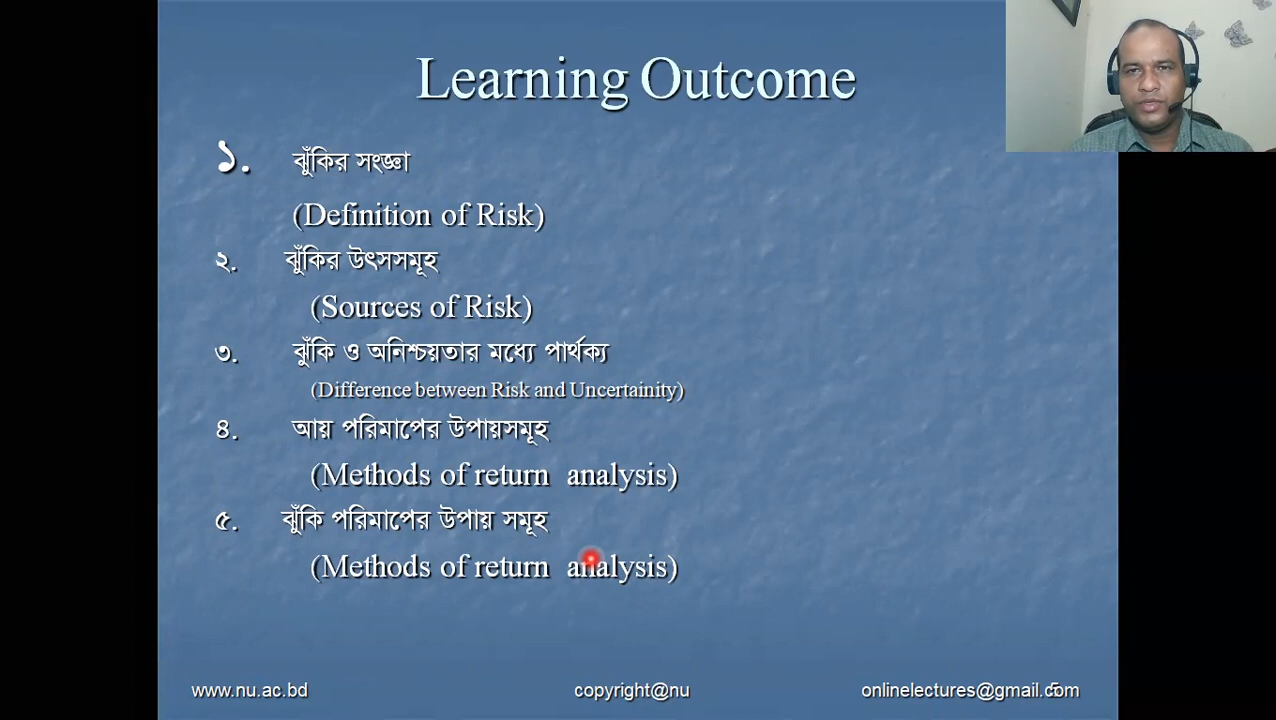 Learning Outcome
১. ঝুঁকির সংজ্ঞা
(Definition of Risk)
২. ঝুঁকির উৎসসমূহ
(Sources of Risk)
৩. ঝুঁকি ও অনিশ্চয়তার মধ্যে পার্থক্য
(Difference between Risk and Uncertainity)
৪. আয় পরিমাপের উপায়সমূহ
(Methods of return analysis)
৫. ঝুঁকি পরিমাপের উপায় সমূহ
(Methods of return analysis)
www.nu.ac.bd copyright@nu onlinelectures@gmail.com 5